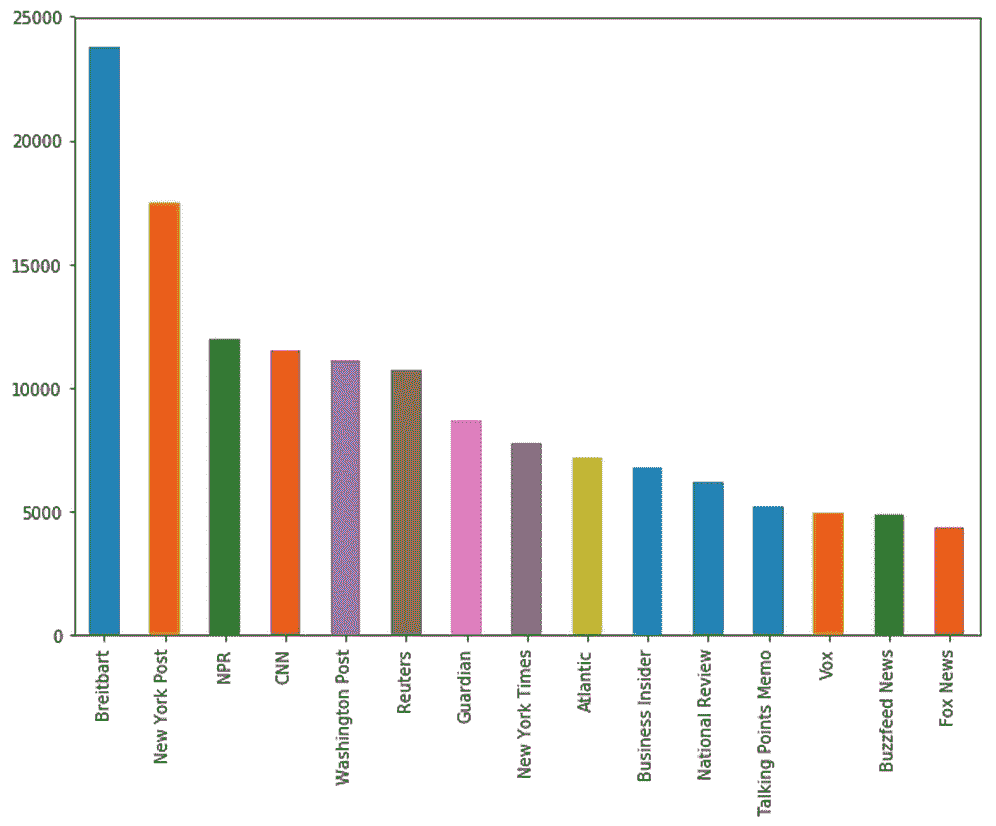 25000
20000
15000
10000
5000
0
Breitbart
New York Post
NPR
CNN
Washington Post
Reuters
Guardian
New York Times
Atlantic
Business Insider
National Review
Talking Points Memo
Vox
Buzzfeed News
Fox News